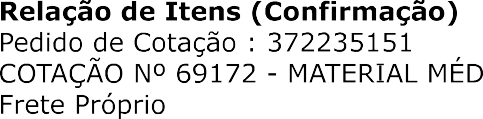 Relação de Itens (Confirmação)
Pedido de Cotação : 372235151
COTAÇÃO Nº 69172 - MATERIAL MÉD
Frete Próprio